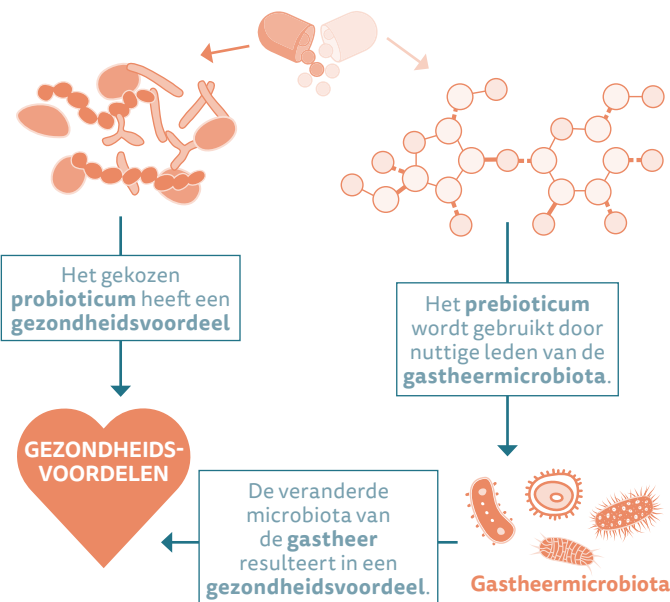 Het gekozen
probioticum heeft een
gezondheidsvoordeel
Het prebioticum
wordt gebruikt door
nuttige leden van de
gastheermicrobiota.
GEZONDHEIDS-
VOORDELEN
De veranderde
microbiota van
de gastheer
resulteert in een
gezondheidsvoordeel.
Gastheermicrobiota